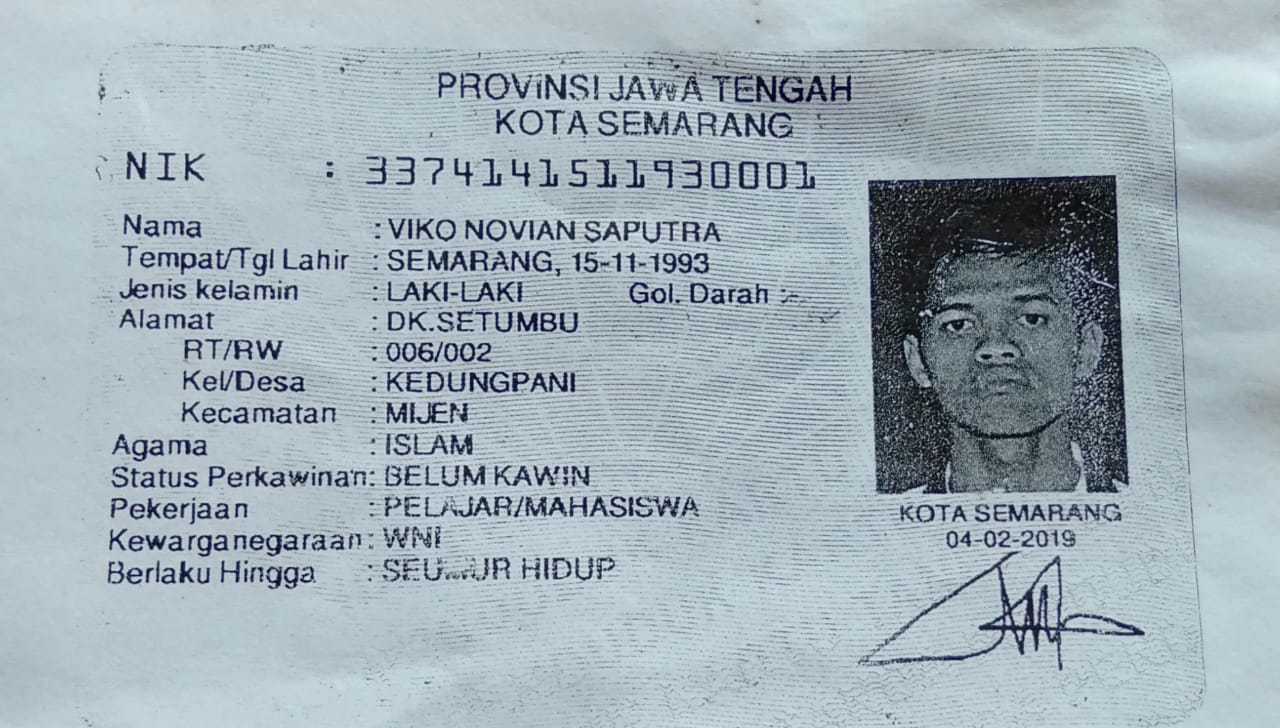 PROVINSI JAWA TENGAH
KOTA SEMARANG
NIK : 3374141511930001
Nama : VIKO NOVIAN SAPUTRA
Tempat/Tgl Lahir : SEMARANG, 15-11-1993
Jenis kelamin : LAKI-LAKI Gol. Darah :-
Alamat : DK.SETUMBU
RT/RW : 006/002
Kel/Desa : KEDUNGPANI
Kecamatan : MIJEN
Agama : ISLAM
Status Perkawinan: BELUM KAWIN
Pekerjaan : PELAJAR/MAHASISWA
Kewarganegaraan: WNI
Berlaku Hingga : SEUMUR HIDUP
KOTA SEMARANG
04-02-2019